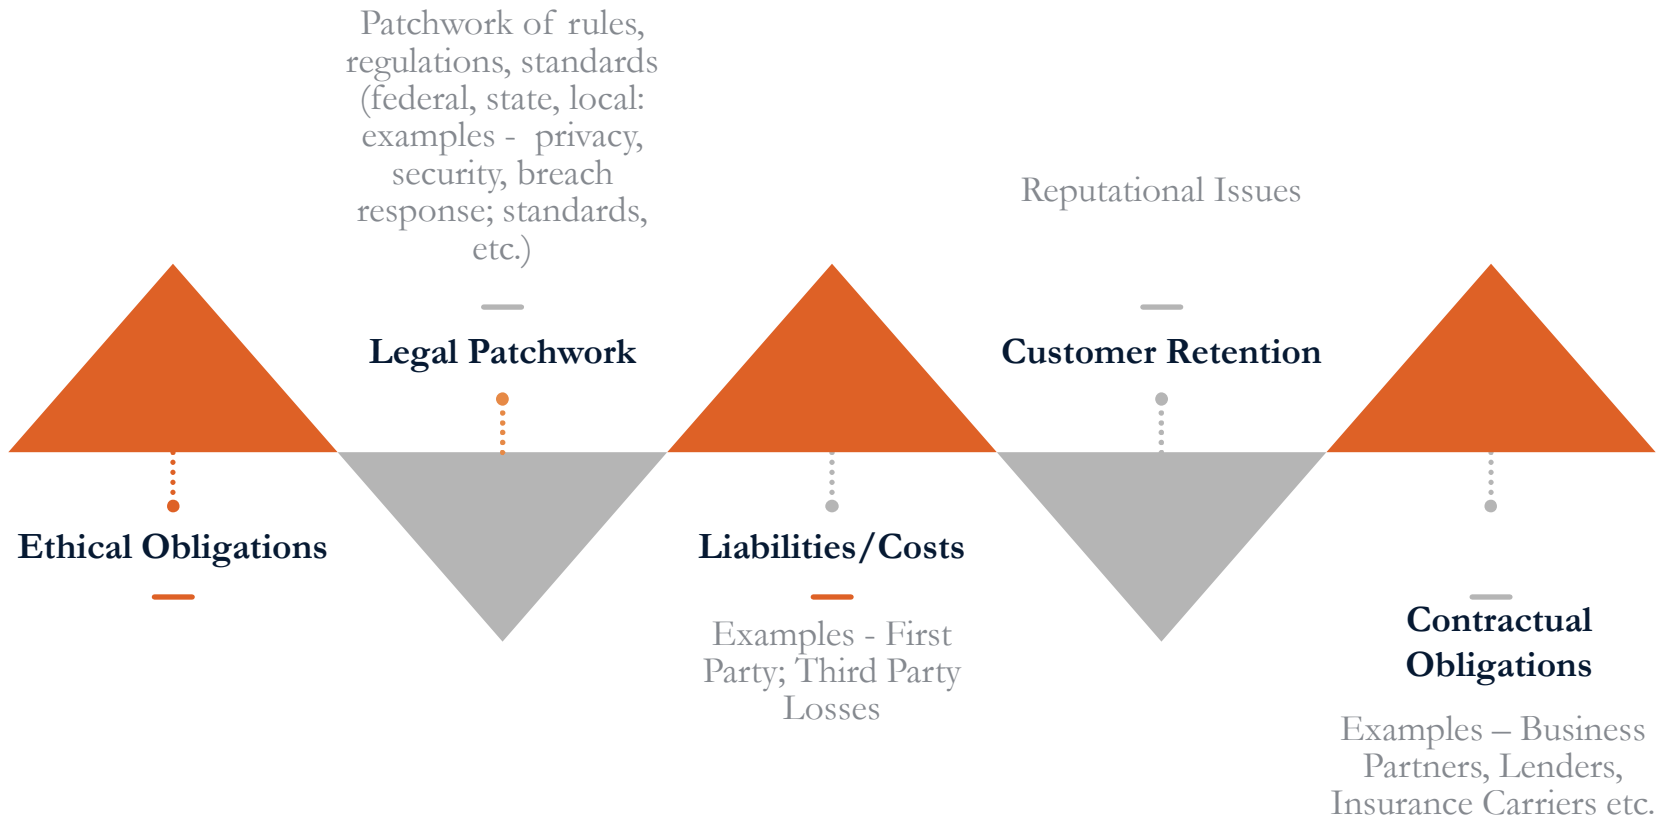 Ethical Obligations
Patchwork of rules,
regulations, standards
(federal, state, local:
examples -  privacy,
security, breach
response; standards,
etc.)
Legal Patchwork
Liabilities/Costs
Examples - First
Party; Third Party
Losses
Reputational Issues
Customer Retention
Contractual
Obligations
Examples – Business
Partners, Lenders,
Insurance Carriers etc.